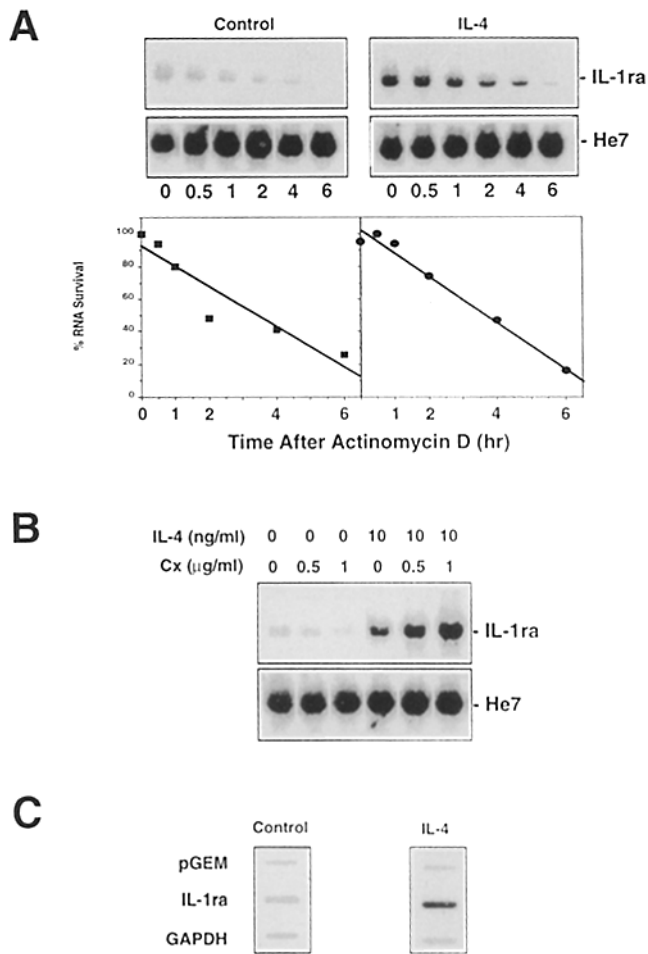 A
Control IL-4
- IL-1ra
- He7
0 0.5 1 2 4 6 0 0.5 1 2 4 6
% RNA Survival
100
80
60
40
20
0
0 1 2 4 6 1 2 4 6
Time After Actinomycin D (hr)
B
IL-4 (ng/ml) 0 0 0 10 10 10
Cx (μg/ml) 0 0.5 1 0 0.5 1
- IL-1ra
- He7
C
Control IL-4
pGEM
IL-1ra
GAPDH